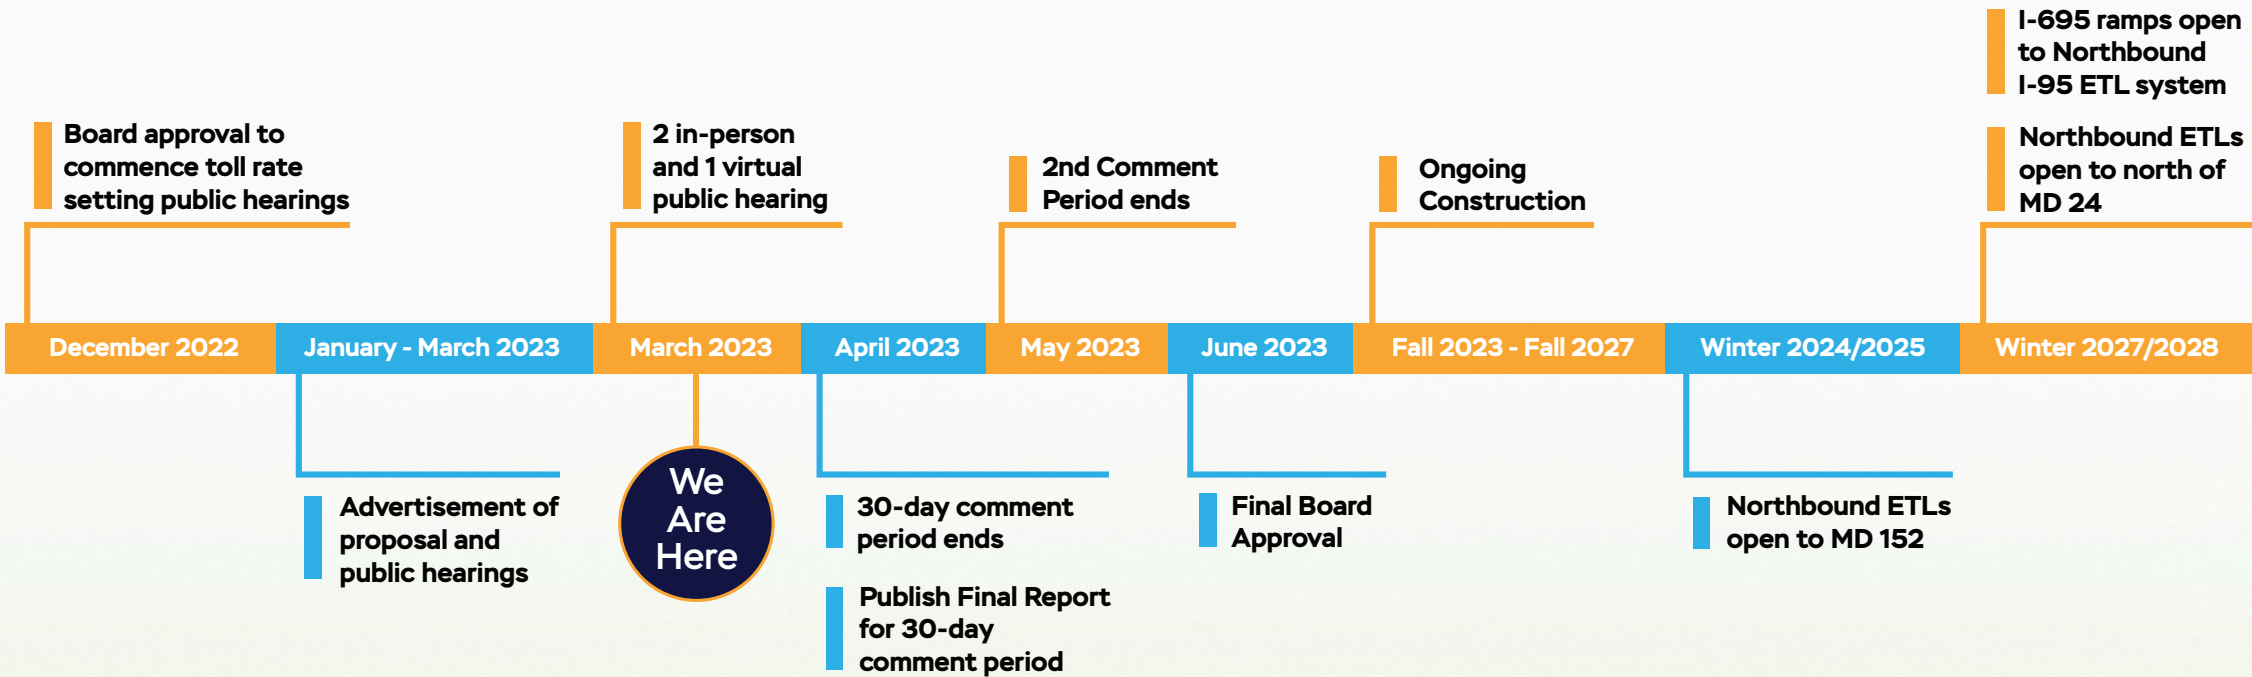 I-695 ramps open
to Northbound
I-95 ETL system
Northbound ETLs
open to north of
MD 24
Board approval to
commence toll rate
setting public hearings
2 in-person
and 1 virtual
public hearing
2nd Comment
Period ends
Ongoing
Construction
December 2022
January - March 2023
March 2023
April 2023
May 2023
June 2023
Fall 2023 - Fall 2027
Winter 2024/2025
Winter 2027/2028
Advertisement of
proposal and
public hearings
We
Are
Here
30-day comment
period ends
Publish Final Report
for 30-day
comment period
Final Board
Approval
Northbound ETLs
open to MD 152